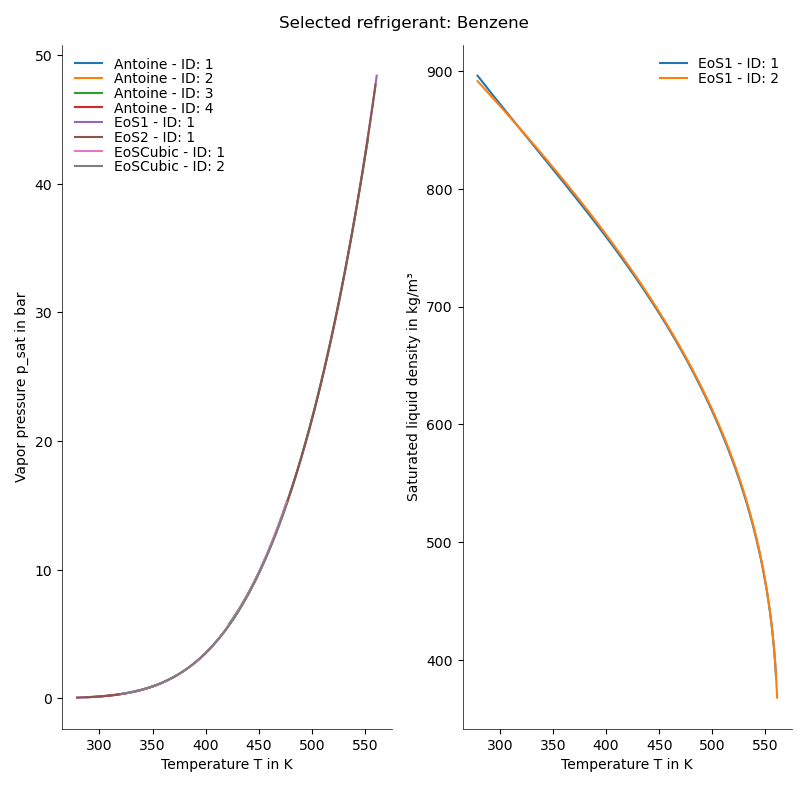 Selected refrigerant: Benzene
Vapor pressure p_sat in bar
50
40
30
20
10
0
Antoine - ID: 1
Antoine - ID: 2
Antoine - ID: 3
Antoine - ID: 4
EoS1 - ID: 1
EoS2 - ID: 1
EoSCubic - ID: 1
EoSCubic - ID: 2
300 350 400 450 500 550
Temperature T in K
Saturated liquid density in kg/m³
900
800
700
600
500
400
EoS1 - ID: 1
EoS1 - ID: 2
300 350 400 450 500 550
Temperature T in K